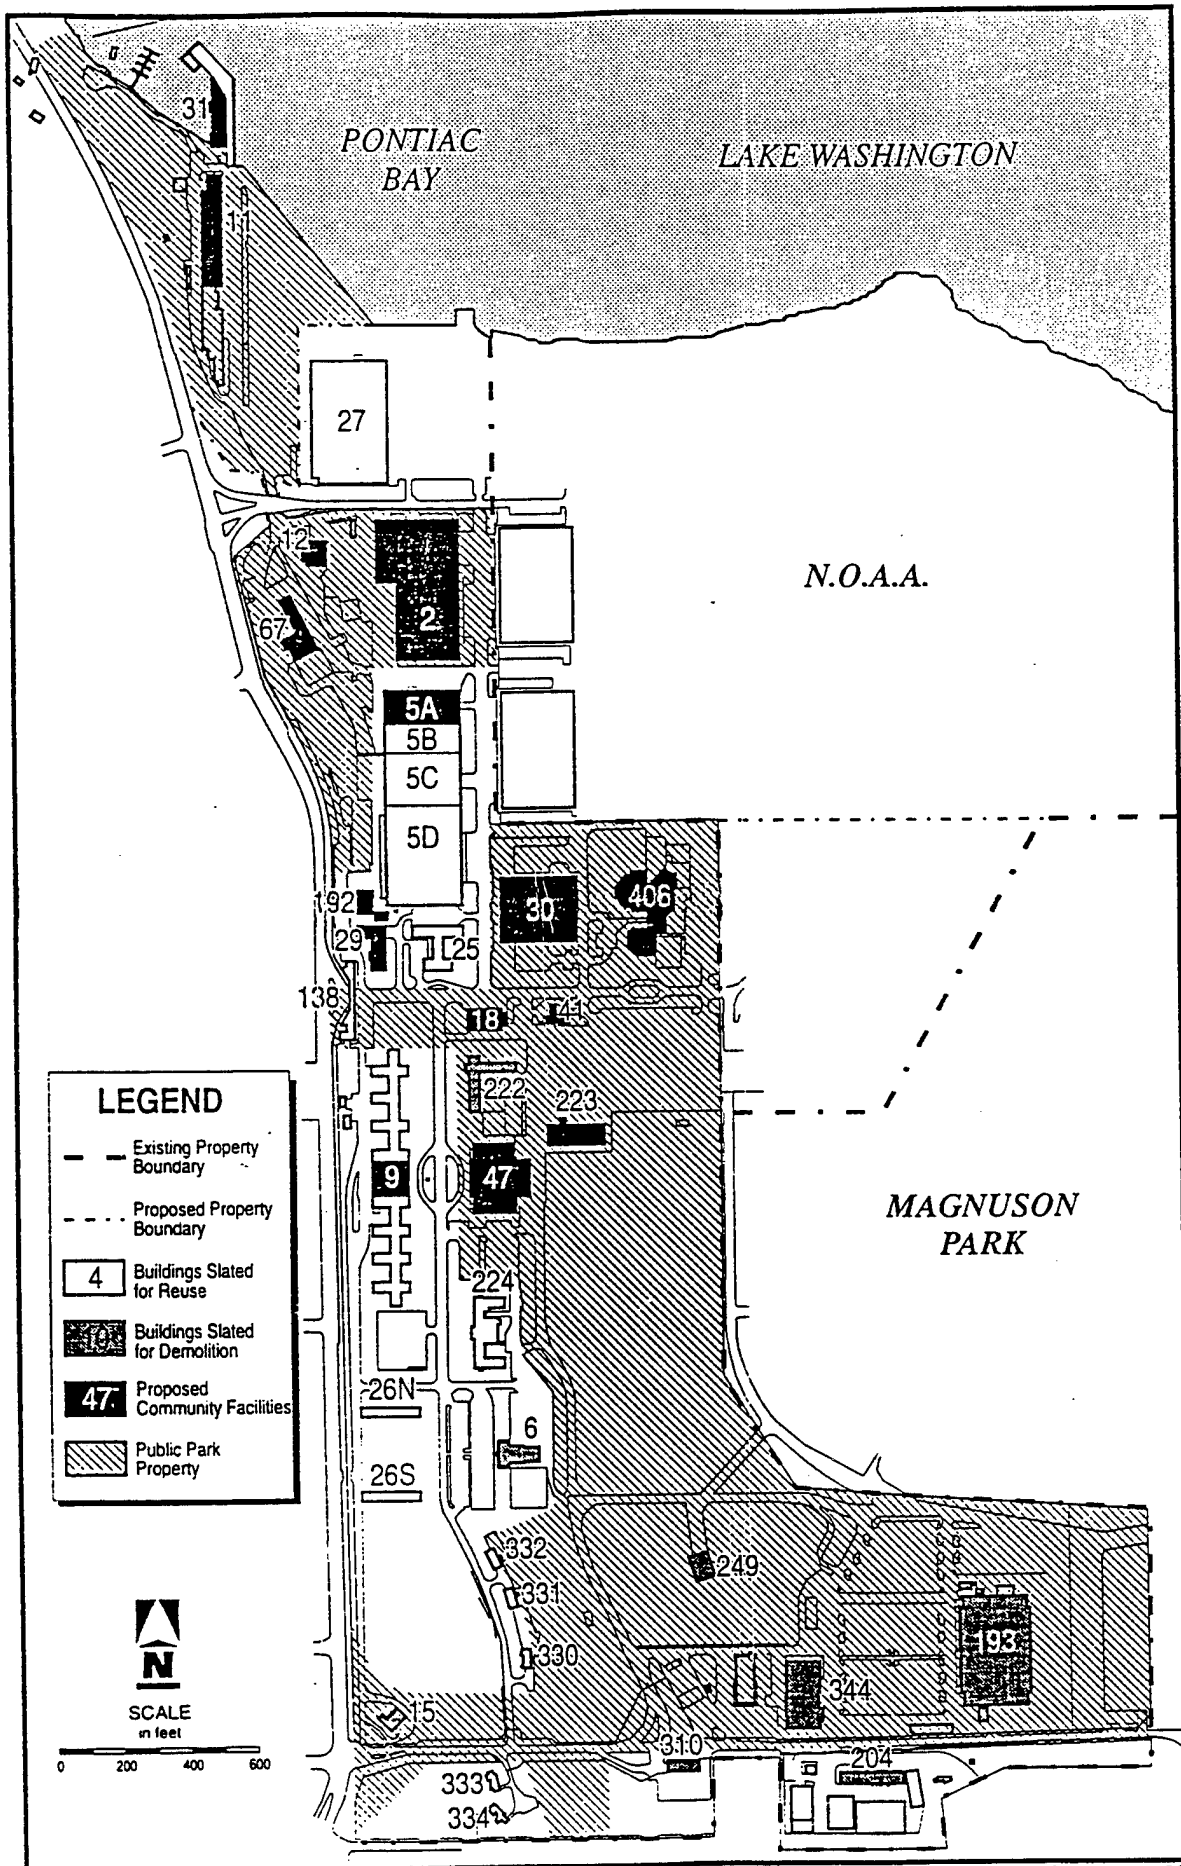 31
PONTIAC
BAY
LAKE WASHINGTON
11
27
12
N.O.A.A.
67
2
5A
5B
5C
5D
192
30
406
29
25
138
18
41
222
223
LEGEND
Existing Property
Boundary
Proposed Property
Boundary
4
Buildings Slated
for Reuse
Buildings Slated
for Demolition
47
Proposed
Community Facilities
Public Park
Property
9
47
MAGNUSON
PARK
224
26N
6
26S
332
249
331
193
330
344
15
N
SCALE
in feet
0 200 400 600
310
204
333
334